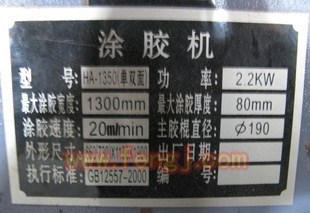 涂胶机
型 号 HA-1350(单双面) 功 率: 2.2KW
最大涂胶宽度: 1300mm 最大涂胶厚度: 80mm
涂胶速度: 20m/min 主胶棍直径: ф190
外形尺寸 出厂日期
执行标准: GB12557-2000 编 号